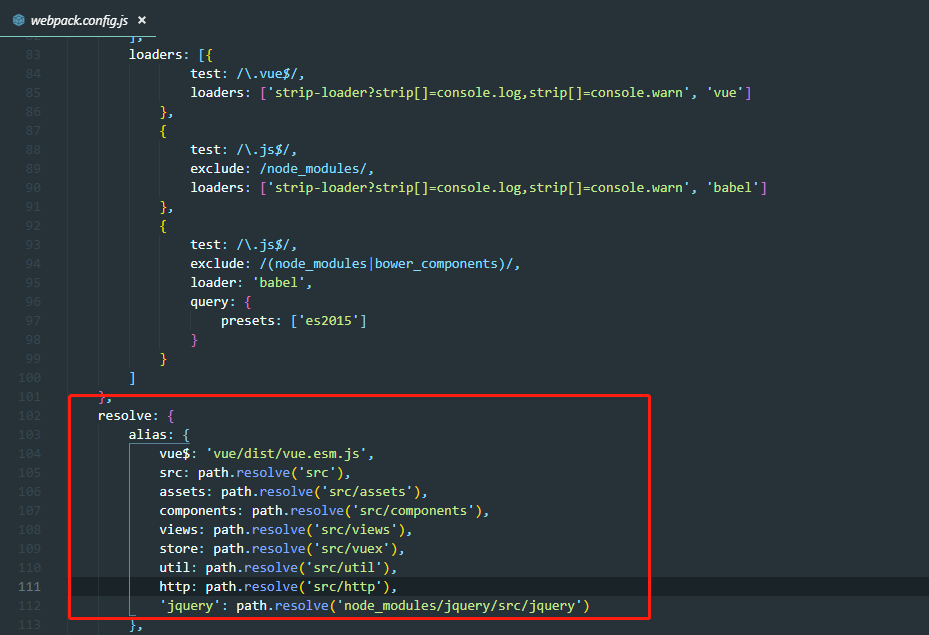 webpack.config.js ×
82 ],
83 loaders: [{
84 test: /\.vue$/,
85 loaders: ['strip-loader?strip[]=console.log,strip[]=console.warn', 'vue']
86 },
87 {
88 test: /\.js$/,
89 exclude: /node_modules/,
90 loaders: ['strip-loader?strip[]=console.log,strip[]=console.warn', 'babel']
91 },
92 {
93 test: /\.js$/,
94 exclude: /(node_modules|bower_components)/,
95 loader: 'babel',
96 query: {
97 presets: ['es2015']
98 }
99 }
100 ]
101 },
102 resolve: {
103 alias: {
104 vue$: 'vue/dist/vue.esm.js',
105 src: path.resolve('src'),
106 assets: path.resolve('src/assets'),
107 components: path.resolve('src/components'),
108 views: path.resolve('src/views'),
109 store: path.resolve('src/vuex'),
110 util: path.resolve('src/util'),
111 http: path.resolve('src/http'),
112 'jquery': path.resolve('node_modules/jquery/src/jquery')
113 },